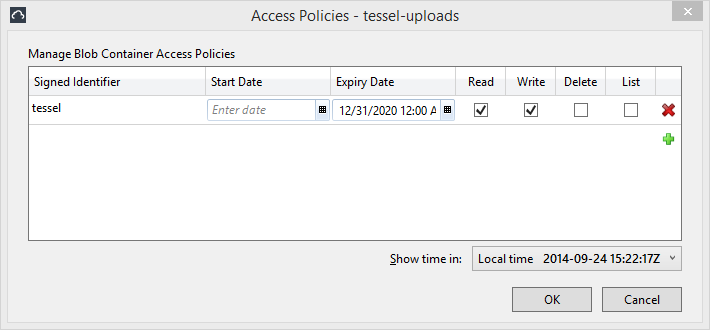 Access Policies - tessel-uploads
Manage Blob Container Access Policies
Signed Identifier Start Date Expiry Date Read Write Delete List
tessel Enter date 12/31/2020 12:00 A
Show time in: Local time 2014-09-24 15:22:17Z
OK Cancel